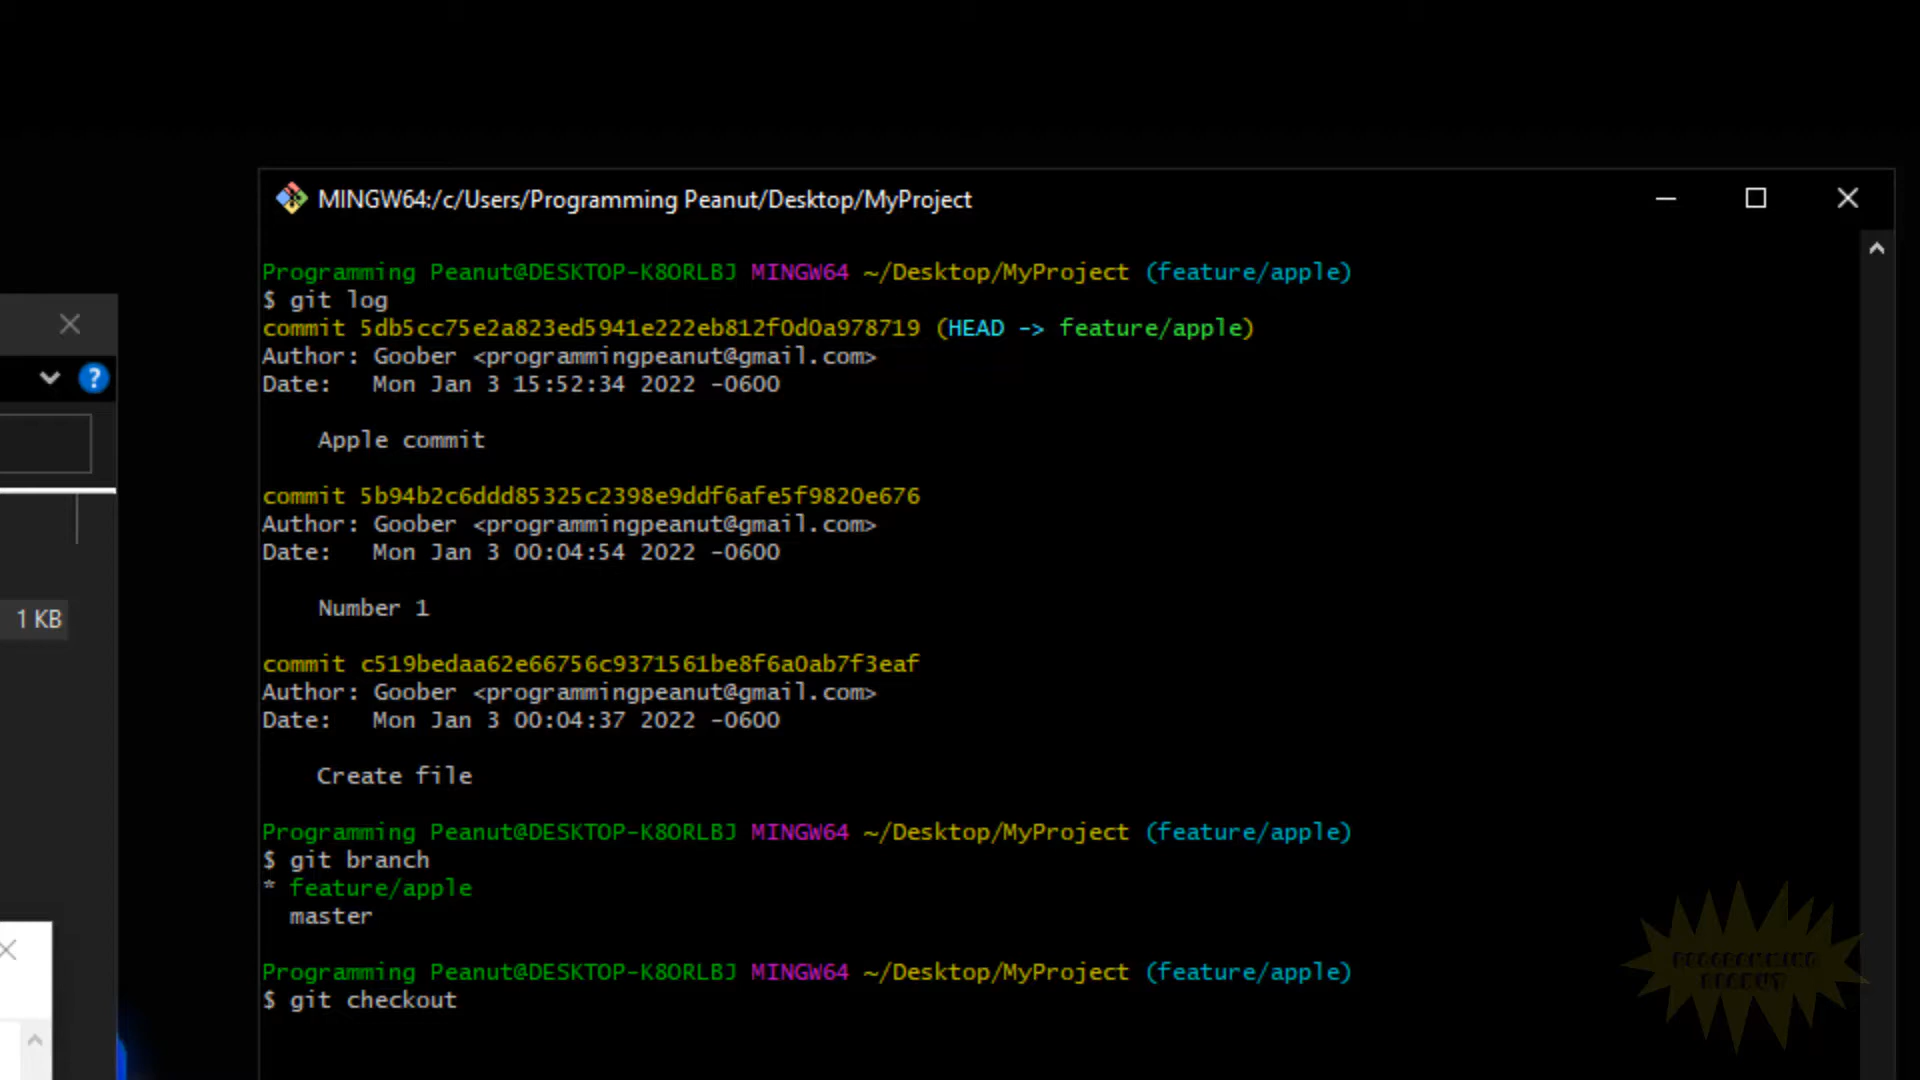 MINGW64:/c/Users/Programming Peanut/Desktop/MyProject
Programming Peanut@DESKTOP-K8ORLBJ MINGW64 ~/Desktop/MyProject (feature/apple)
$ git log
commit 5db5cc75e2a823ed5941e222eb812f0d0a978719 (HEAD -> feature/apple)
Author: Goober <programmingpeanut@gmail.com>
Date:   Mon Jan 3 15:52:34 2022 -0600
Apple commit
commit 5b94b2c6ddd85325c2398e9ddf6afe5f9820e676
Author: Goober <programmingpeanut@gmail.com>
Date:   Mon Jan 3 00:04:54 2022 -0600
Number 1
commit c519bedaa62e66756c9371561be8f6a0ab7f3eaf
Author: Goober <programmingpeanut@gmail.com>
Date:   Mon Jan 3 00:04:37 2022 -0600
Create file
Programming Peanut@DESKTOP-K8ORLBJ MINGW64 ~/Desktop/MyProject (feature/apple)
$ git branch
* feature/apple
master
Programming Peanut@DESKTOP-K8ORLBJ MINGW64 ~/Desktop/MyProject (feature/apple)
$ git checkout
?
1 KB
PROGRAMMING
PEANUT